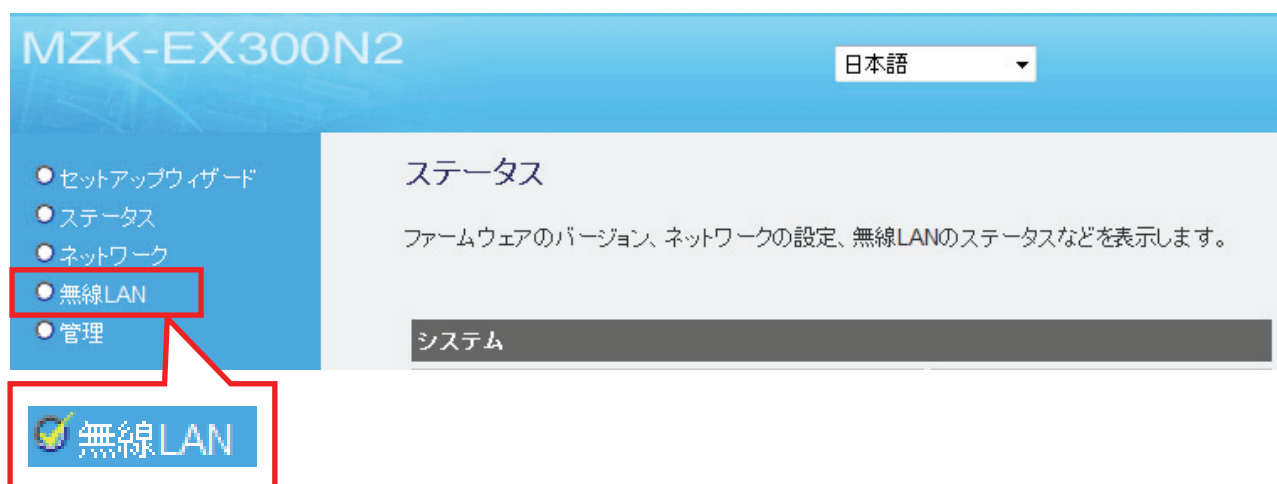 MZK-EX300N2
日本語
セットアップウィザード
ステータス
ネットワーク
無線LAN
管理
ステータス
ファームウェアのバージョン、ネットワークの設定、無線LANのステータスなどを表示します。
システム
無線LAN